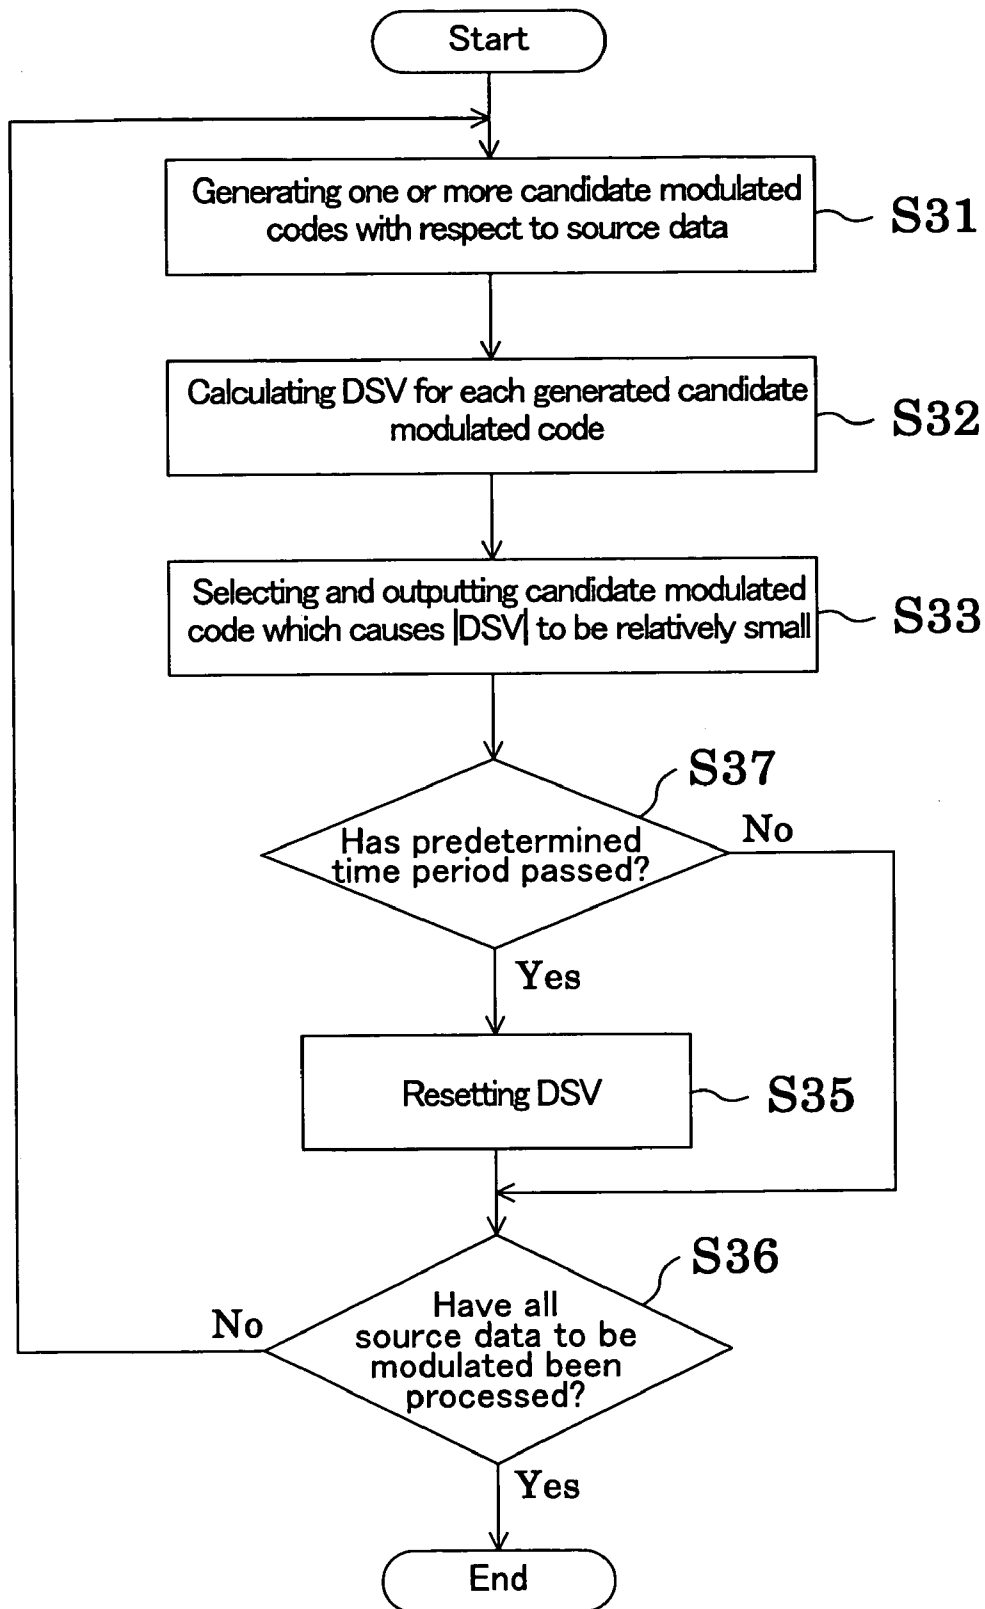 Start
Generating one or more candidate modulated
codes with respect to source data
S31
Calculating DSV for each generated candidate
modulated code
S32
Selecting and outputting candidate modulated
code which causes |DSV| to be relatively small
S33
S37
Has predetermined
time period passed?
No
Yes
Resetting DSV
S35
S36
Have all
source data to be
modulated been
processed?
No
Yes
End